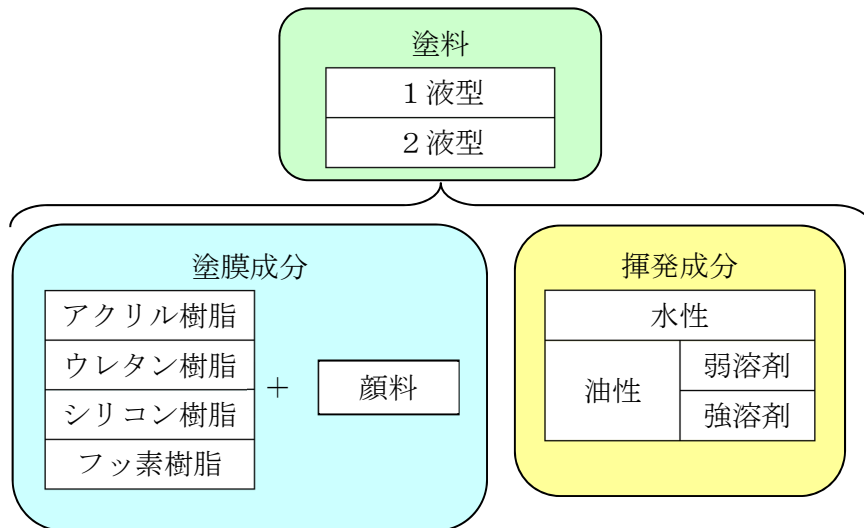 塗料
１液型
２液型
塗膜成分
アクリル樹脂
ウレタン樹脂
シリコン樹脂
フッ素樹脂
＋
顔料
揮発成分
水性
油性
弱溶剤
強溶剤